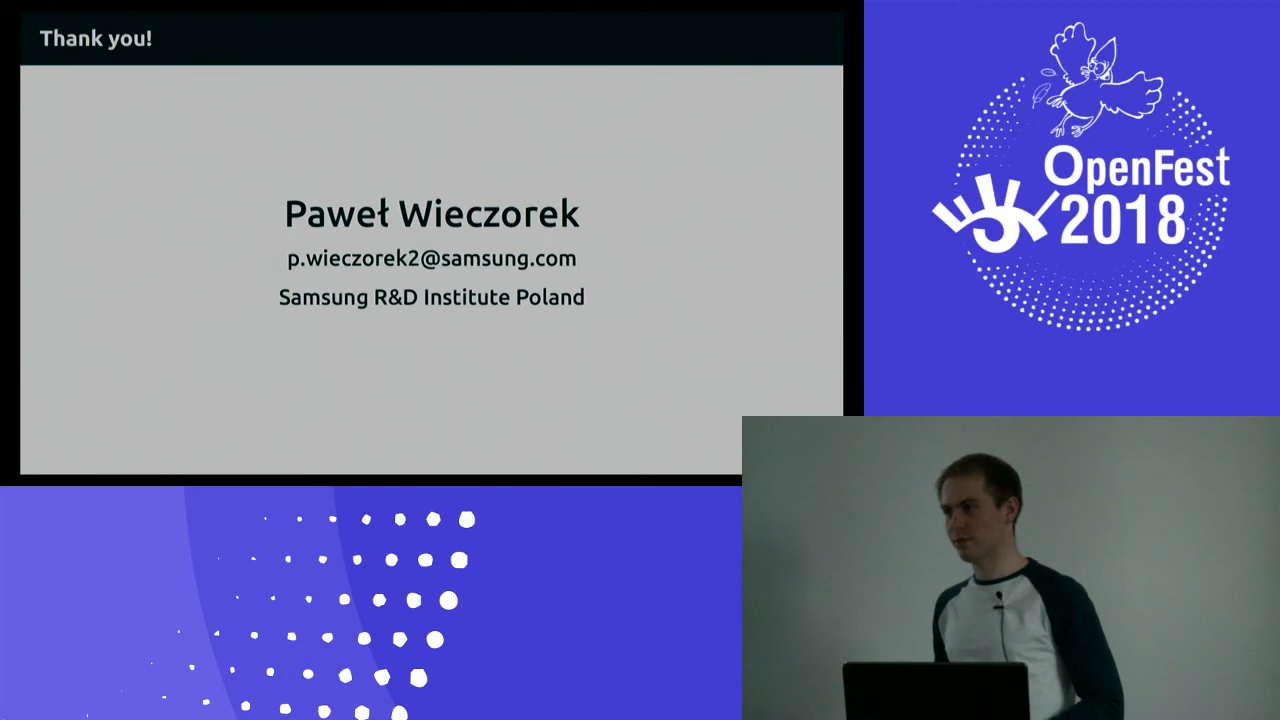 Thank you!
Paweł Wieczorek
p.wieczorek2@samsung.com
Samsung R&D Institute Poland
OpenFest
2018